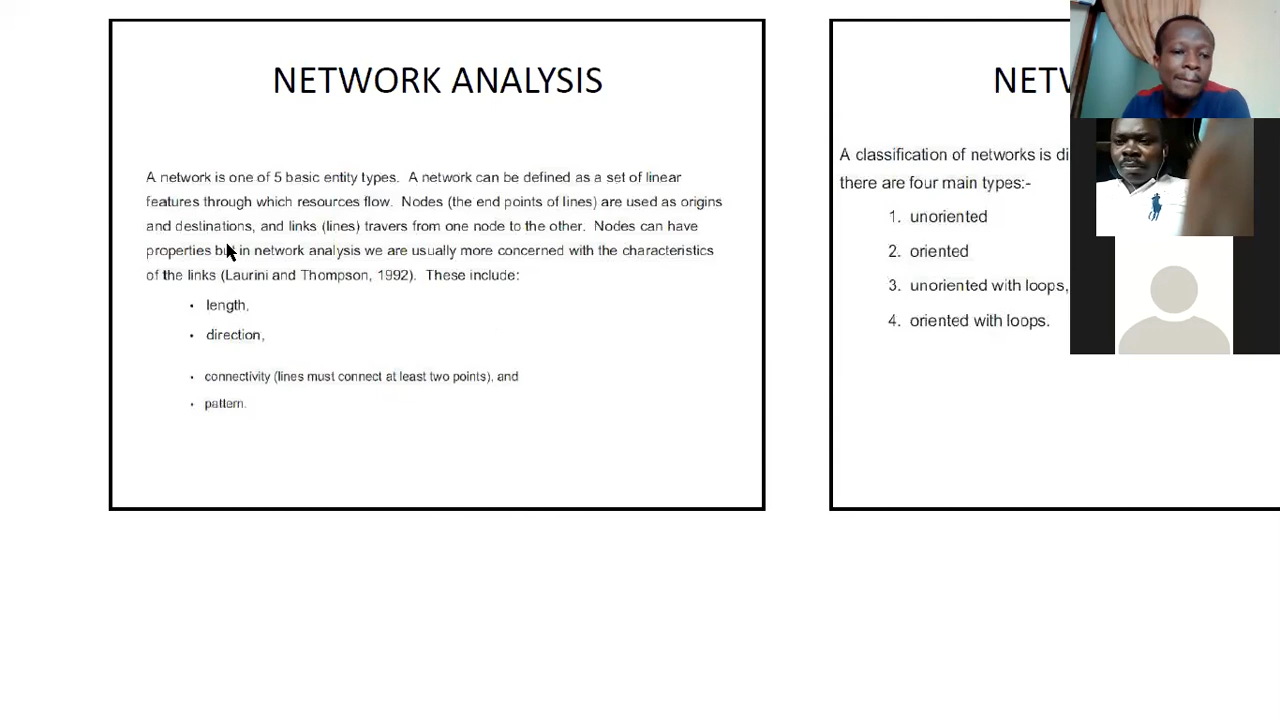 NETWORK ANALYSIS
A network is one of 5 basic entity types. A network can be defined as a set of linear
features through which resources flow. Nodes (the end points of lines) are used as origins
and destinations, and links (lines) travers from one node to the other. Nodes can have
properties but in network analysis we are usually more concerned with the characteristics
of the links (Laurini and Thompson, 1992). These include:
• length,
• direction,
• connectivity (lines must connect at least two points), and
• pattern.
A classification of networks is
there are four main types:-
1. unoriented
2. oriented
3. unoriented with loops,
4. oriented with loops.